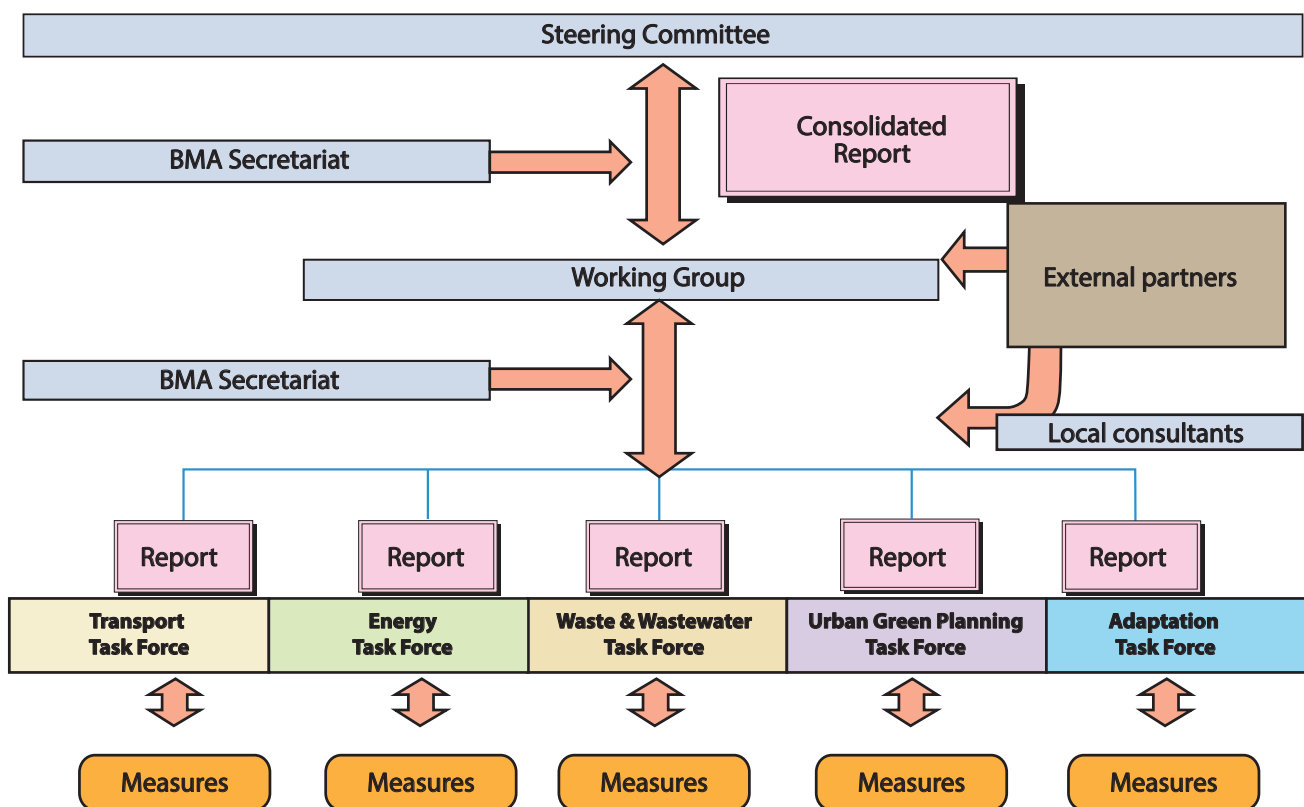 Steering Committee
Consolidated
Report
BMA Secretariat
External partners
Working Group
BMA Secretariat
Local consultants
Report
Report
Report
Report
Report
Transport
Task Force
Energy
Task Force
Waste & Wastewater
Task Force
Urban Green Planning
Task Force
Adaptation
Task Force
Measures
Measures
Measures
Measures
Measures